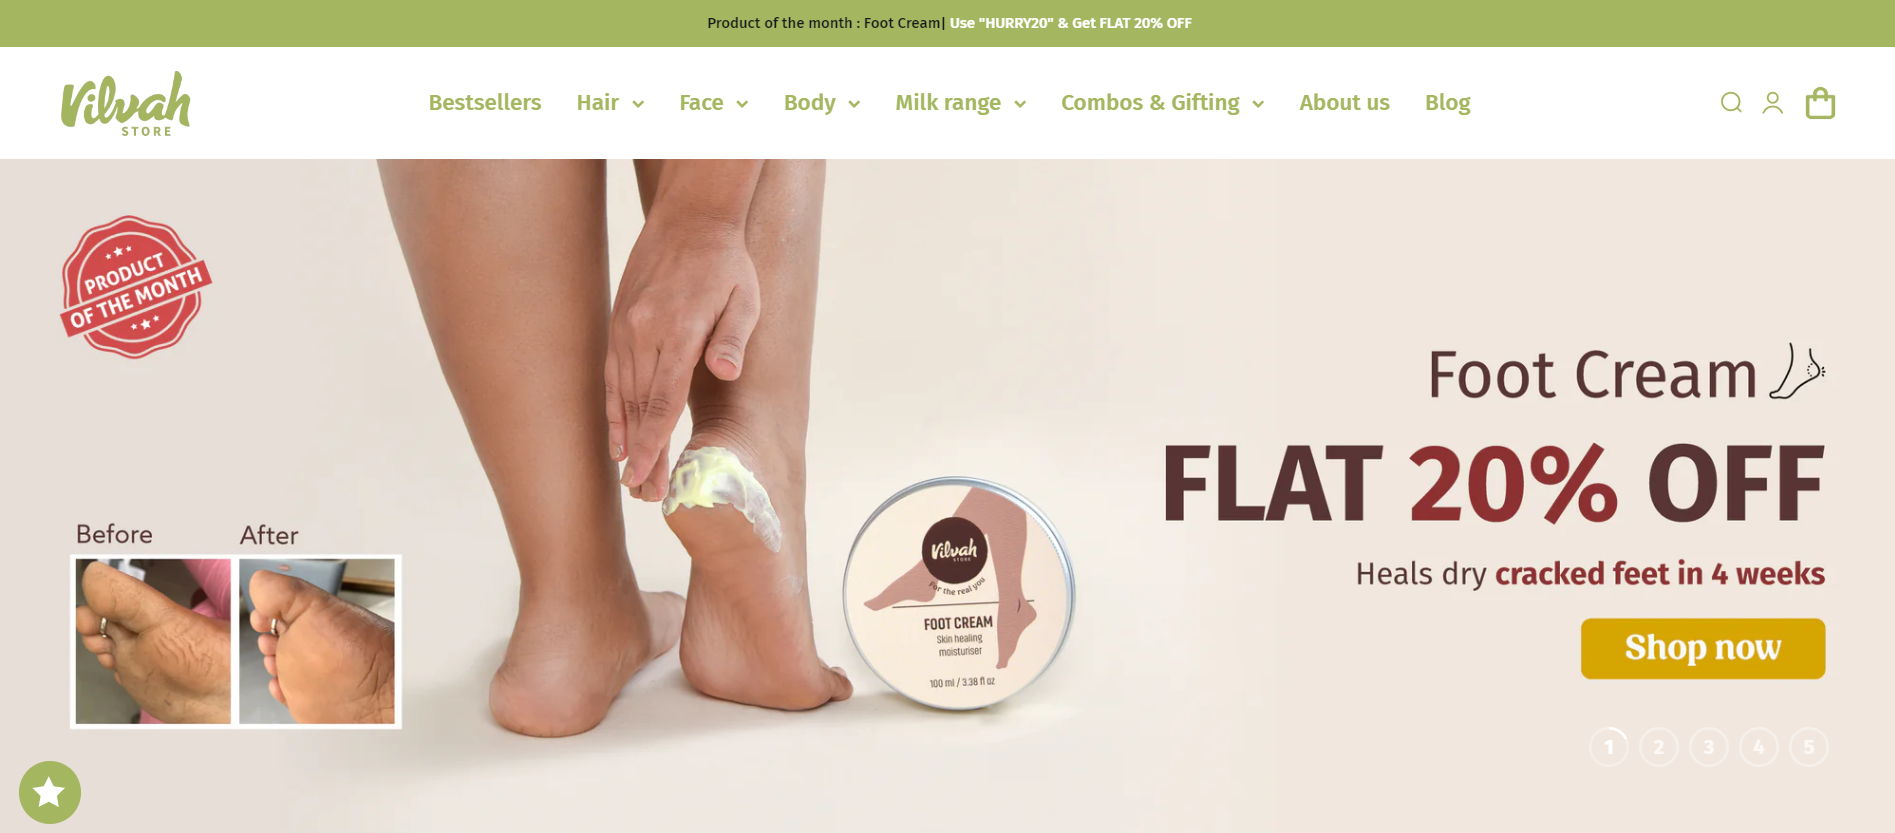 Product of the month : Foot Cream| Use "HURRY20" & Get FLAT 20% OFF
Vilvah
STORE
Bestsellers Hair Face Body Milk range Combos & Gifting About us Blog
PRODUCT
OF THE MONTH
Foot Cream
FLAT 20% OFF
Heals dry cracked feet in 4 weeks
Shop now
Before After
Vilvah
STORE
For the real you
FOOT CREAM
Skin healing
moisturiser
100 ml / 3.38 fl oz
1 2 3 4 5